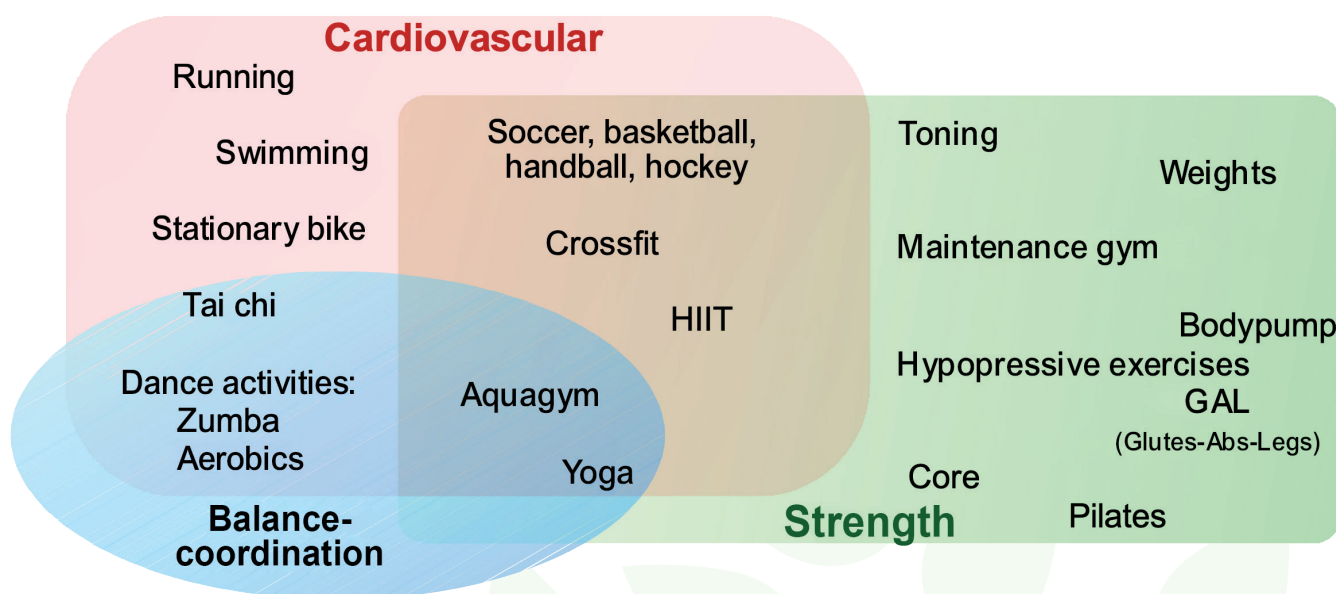 Cardiovascular
Running
Swimming
Stationary bike
Tai chi
Dance activities:
Zumba
Aerobics
Balance-
coordination
Soccer, basketball,
handball, hockey
Crossfit
HIIT
Aquagym
Yoga
Toning
Weights
Maintenance gym
Bodypump
Hypopressive exercises
GAL
(Glutes-Abs-Legs)
Core
Pilates
Strength